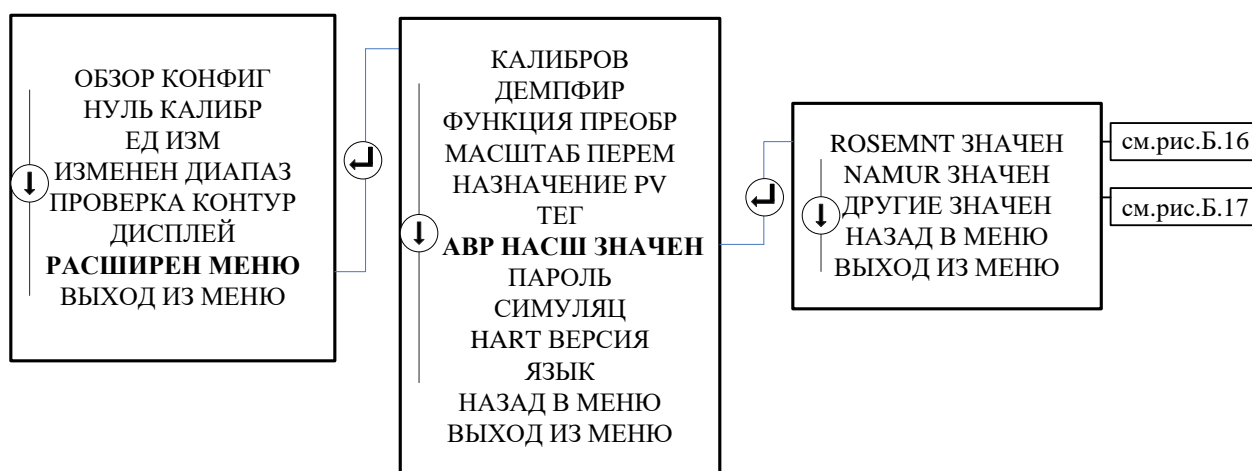 ОБЗОР КОНФИГ
НУЛЬ КАЛИБР
ЕД ИЗМ
ИЗМЕНЕН ДИАПАЗ
ПРОВЕРКА КОНТУР
ДИСПЛЕЙ
РАСШИРЕН МЕНЮ
ВЫХОД ИЗ МЕНЮ
КАЛИБРОВ
ДЕМПФИР
ФУНКЦИЯ ПРЕОБР
МАСШТАБ ПЕРЕМ
НАЗНАЧЕНИЕ PV
ТЕГ
АВР НАСШ ЗНАЧЕН
ПАРОЛЬ
СИМУЛЯЦ
HART ВЕРСИЯ
ЯЗЫК
НАЗАД В МЕНЮ
ВЫХОД ИЗ МЕНЮ
ROSEMNT ЗНАЧЕН
NAMUR ЗНАЧЕН
ДРУГИЕ ЗНАЧЕН
НАЗАД В МЕНЮ
ВЫХОД ИЗ МЕНЮ
см.рис.Б.16
см.рис.Б.17